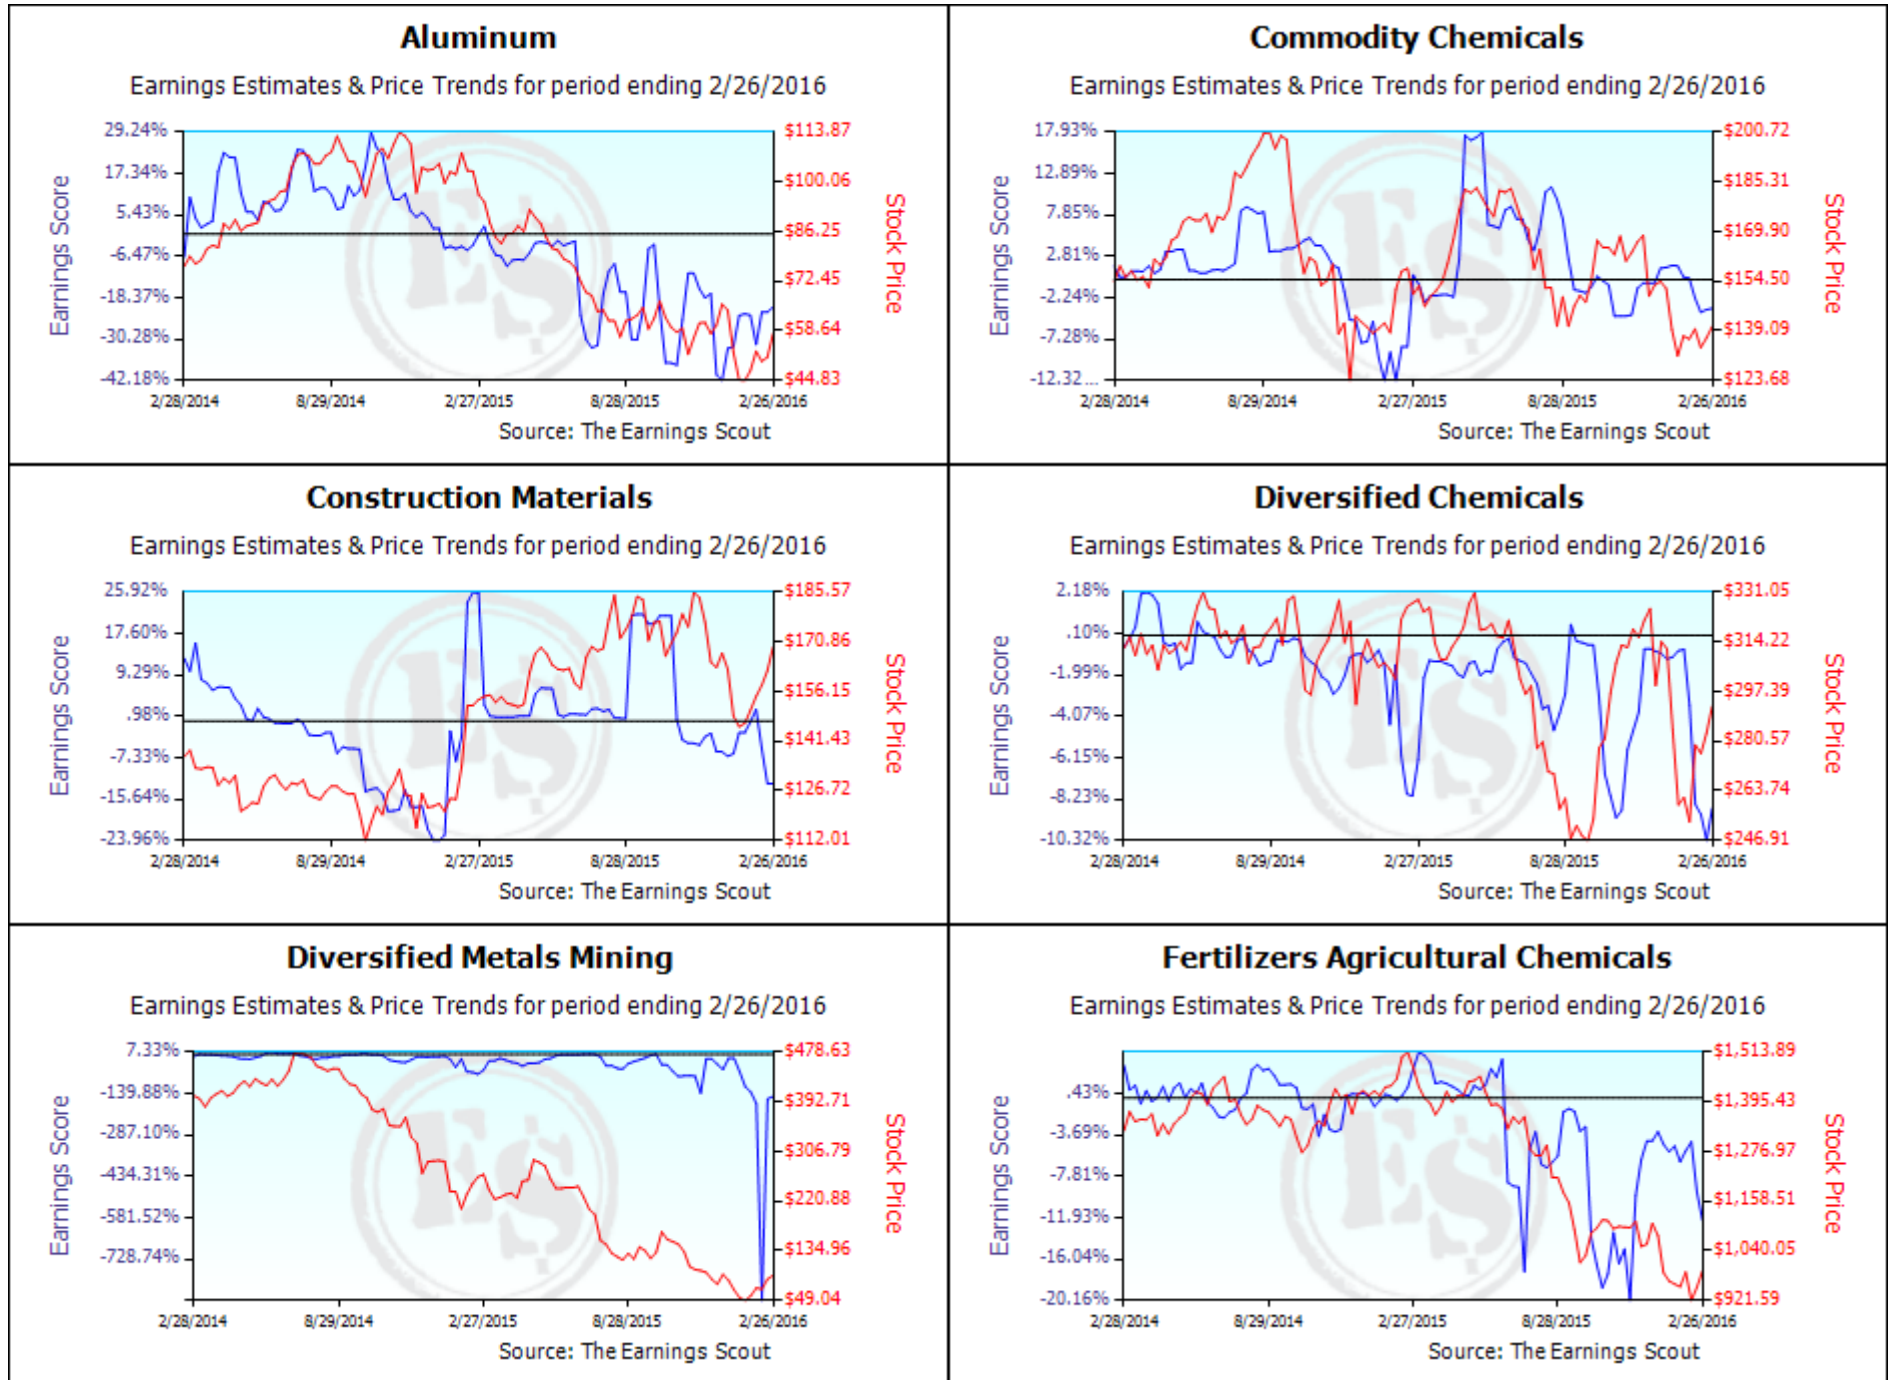 Aluminum
Earnings Estimates & Price Trends for period ending 2/26/2016
Earnings Score
29.24%
17.34%
5.43%
-6.47%
-18.37%
-30.28%
-42.18%
$113.87
$100.06
$86.25
$72.45
$58.64
$44.83
Stock Price
2/28/2014 8/29/2014 2/27/2015 8/28/2015 2/26/2016
Source: The Earnings Scout
Commodity Chemicals
Earnings Estimates & Price Trends for period ending 2/26/2016
Earnings Score
17.93%
12.89%
7.85%
2.81%
-2.24%
-7.28%
-12.32 ...
$200.72
$185.31
$169.90
$154.50
$139.09
$123.68
Stock Price
2/28/2014 8/29/2014 2/27/2015 8/28/2015 2/26/2016
Source: The Earnings Scout
Construction Materials
Earnings Estimates & Price Trends for period ending 2/26/2016
Earnings Score
25.92%
17.60%
9.29%
.98%
-7.33%
-15.64%
-23.96%
$185.57
$170.86
$156.15
$141.43
$126.72
$112.01
Stock Price
2/28/2014 8/29/2014 2/27/2015 8/28/2015 2/26/2016
Source: The Earnings Scout
Diversified Chemicals
Earnings Estimates & Price Trends for period ending 2/26/2016
Earnings Score
2.18%
.10%
-1.99%
-4.07%
-6.15%
-8.23%
-10.32%
$331.05
$314.22
$297.39
$280.57
$263.74
$246.91
Stock Price
2/28/2014 8/29/2014 2/27/2015 8/28/2015 2/26/2016
Source: The Earnings Scout
Diversified Metals Mining
Earnings Estimates & Price Trends for period ending 2/26/2016
Earnings Score
7.33%
-139.88%
-287.10%
-434.31%
-581.52%
-728.74%
$478.63
$392.71
$306.79
$220.88
$134.96
$49.04
Stock Price
2/28/2014 8/29/2014 2/27/2015 8/28/2015 2/26/2016
Source: The Earnings Scout
Fertilizers Agricultural Chemicals
Earnings Estimates & Price Trends for period ending 2/26/2016
Earnings Score
.43%
-3.69%
-7.81%
-11.93%
-16.04%
-20.16%
$1,513.89
$1,395.43
$1,276.97
$1,158.51
$1,040.05
$921.59
Stock Price
2/28/2014 8/29/2014 2/27/2015 8/28/2015 2/26/2016
Source: The Earnings Scout